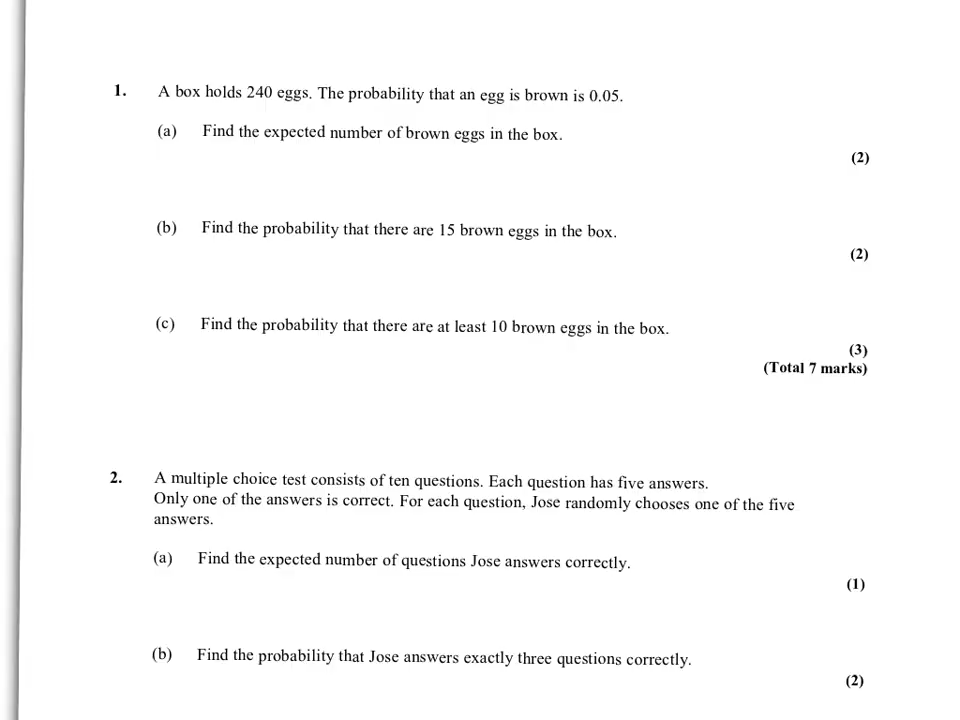 1. A box holds 240 eggs. The probability that an egg is brown is 0.05.
(a) Find the expected number of brown eggs in the box.
(2)
(b) Find the probability that there are 15 brown eggs in the box.
(2)
(c) Find the probability that there are at least 10 brown eggs in the box.
(3)
(Total 7 marks)
2. A multiple choice test consists of ten questions. Each question has five answers.
Only one of the answers is correct. For each question, Jose randomly chooses one of the five
answers.
(a) Find the expected number of questions Jose answers correctly.
(1)
(b) Find the probability that Jose answers exactly three questions correctly.
(2)